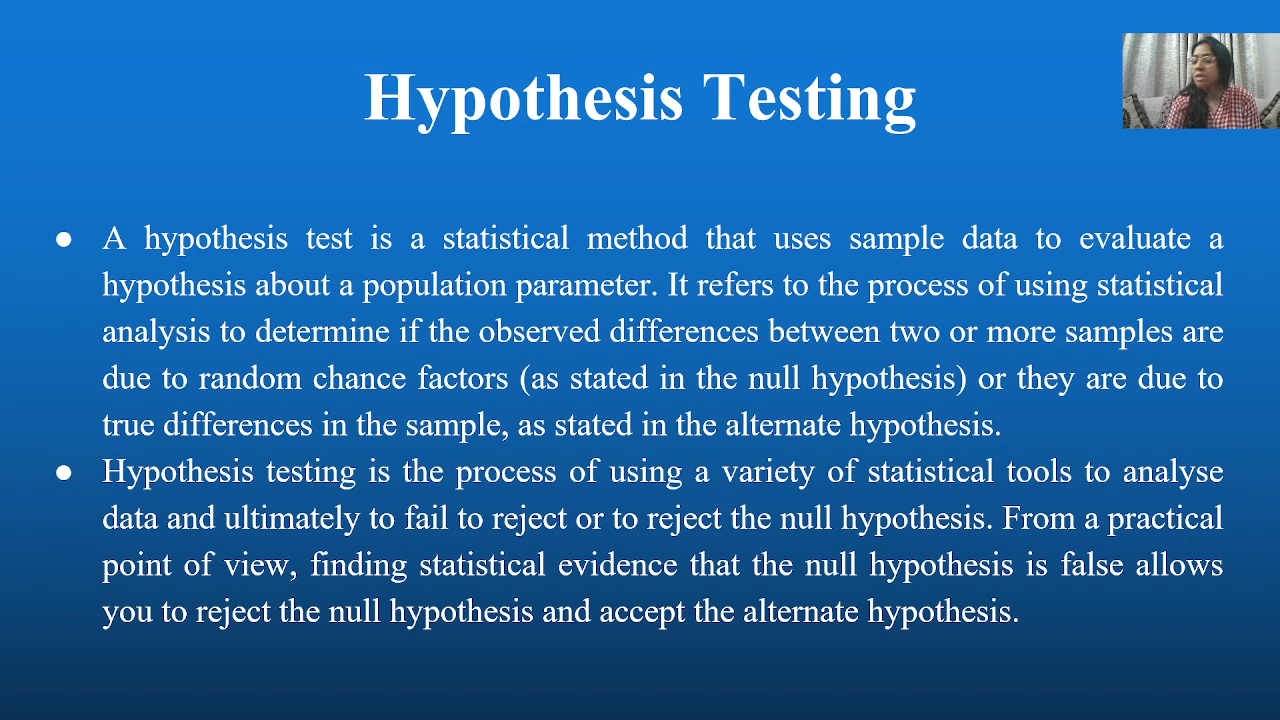 Hypothesis Testing
● A hypothesis test is a statistical method that uses sample data to evaluate a
hypothesis about a population parameter. It refers to the process of using statistical
analysis to determine if the observed differences between two or more samples are
due to random chance factors (as stated in the null hypothesis) or they are due to
true differences in the sample, as stated in the alternate hypothesis.
● Hypothesis testing is the process of using a variety of statistical tools to analyse
data and ultimately to fail to reject or to reject the null hypothesis. From a practical
point of view, finding statistical evidence that the null hypothesis is false allows
you to reject the null hypothesis and accept the alternate hypothesis.